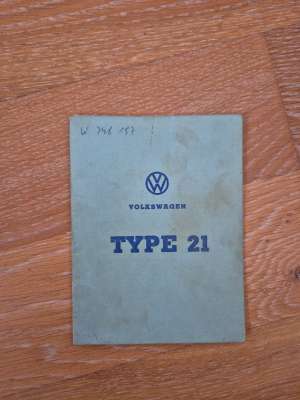 W 746 157
VW
VOLKSWAGEN
TYPE 21